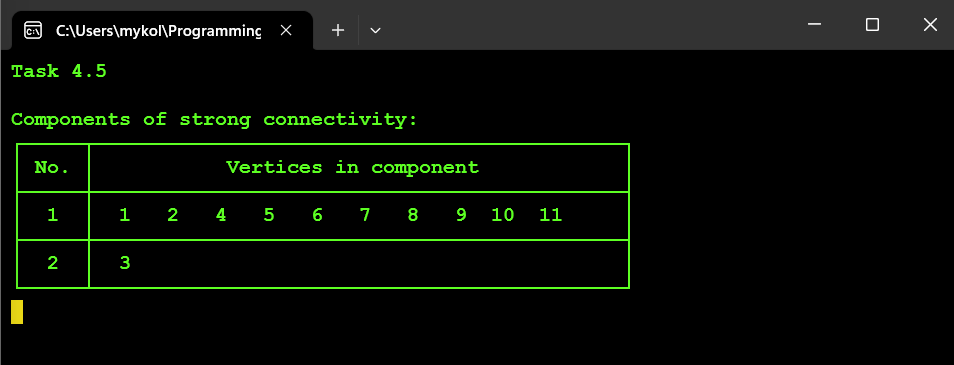 C:\Users\mykol\Programming
Task 4.5
Components of strong connectivity:
No. Vertices in component
1 1 2 4 5 6 7 8 9 10 11
2 3